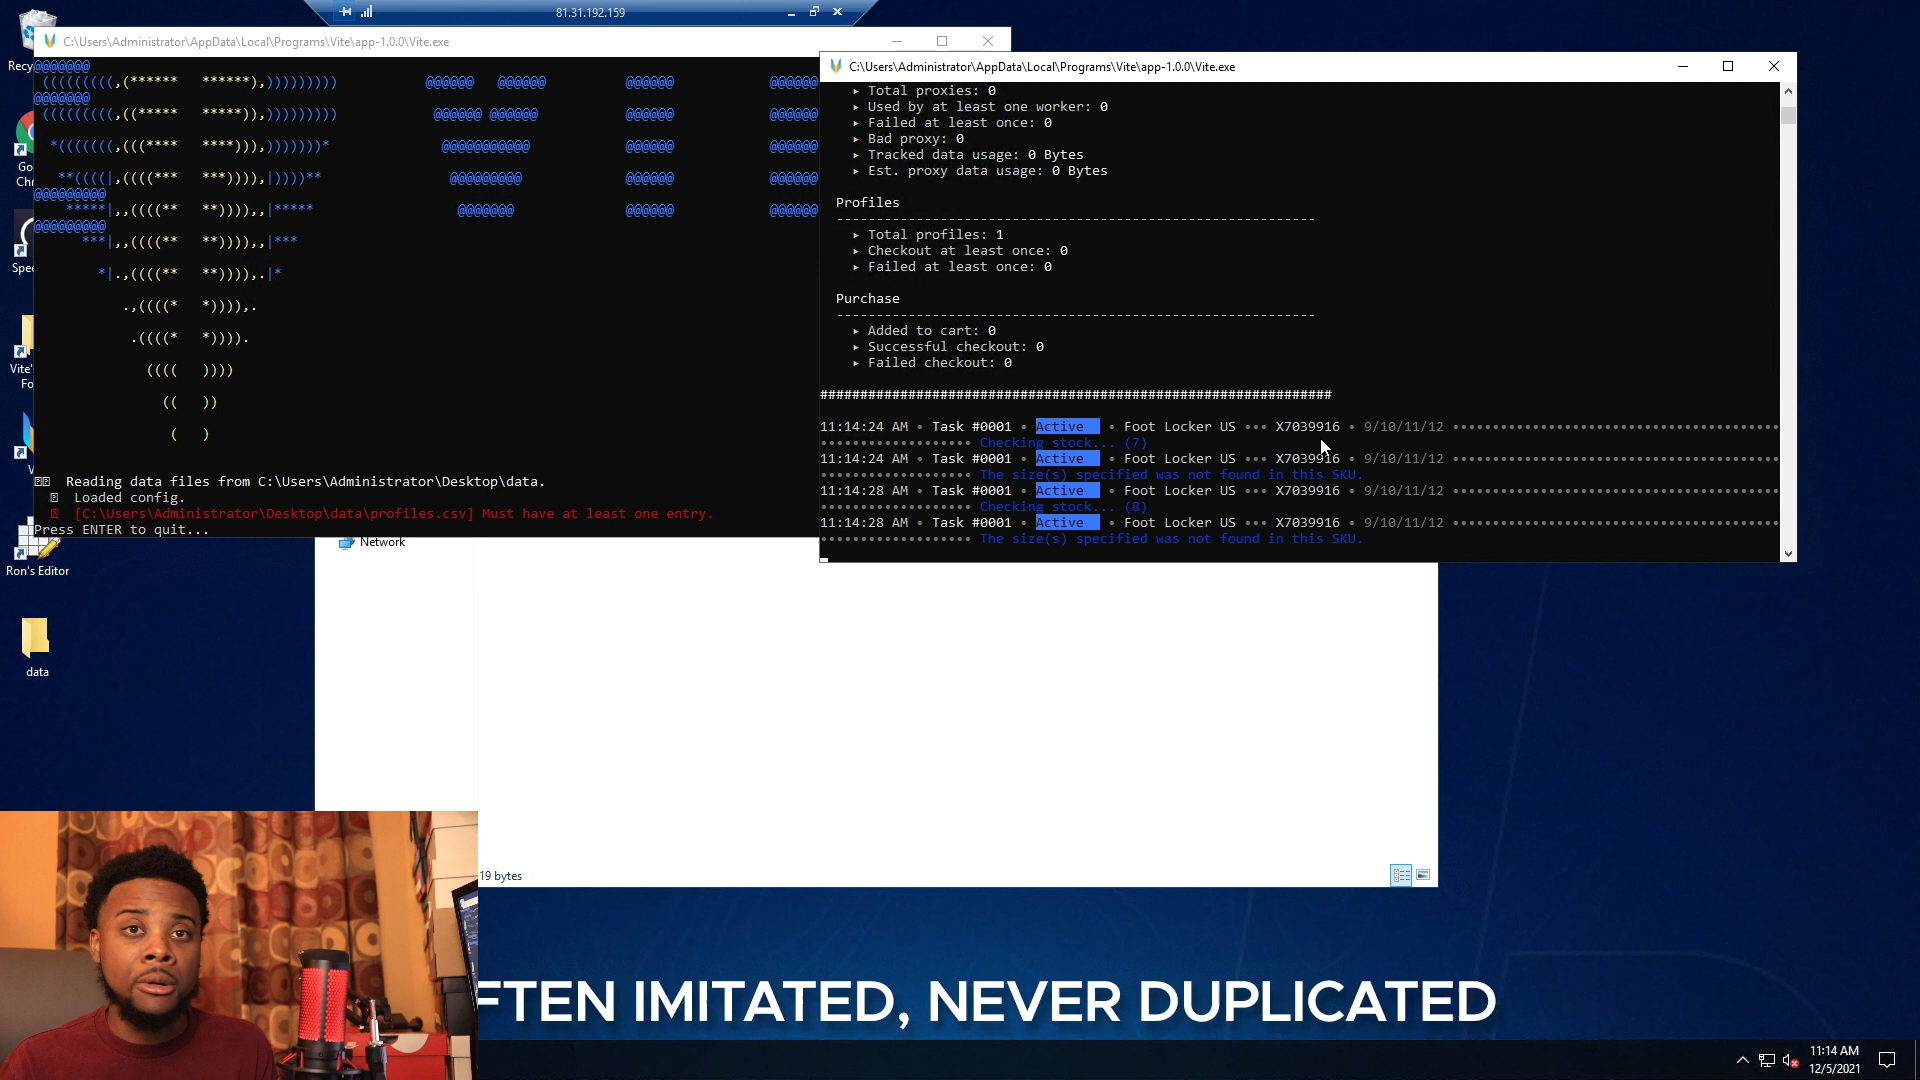 81.31.192.159
C:\Users\Administrator\AppData\Local\Programs\Vite\app-1.0.0\Vite.exe
@@@@@@@
(((((((((,(******   ******),)))))))))           @@@@@@   @@@@@@          @@@@@@            @@@@@@
@@@@@@@
(((((((((,((*****   *****)),)))))))))            @@@@@@ @@@@@@           @@@@@@            @@@@@@
*(((((((,(((****   ****))),)))))))*              @@@@@@@@@@@            @@@@@@            @@@@@@
**((((|,((((***   ***)))),|))))**                @@@@@@@@@             @@@@@@            @@@@@@
@@@@@@@@@
*****|,,((((**   **)))),,|*****                  @@@@@@@              @@@@@@            @@@@@@
@@@@@@@@@
***|,,((((**   **)))),,|***
*|.,((((**   **)))),.|*
.,((((*   *)))),.
.((((*   *)))).
((((   ))))
((   ))
(   )
Reading data files from C:\Users\Administrator\Desktop\data.
Loaded config.
[C:\Users\Administrator\Desktop\data\profiles.csv] Must have at least one entry.
Press ENTER to quit...
C:\Users\Administrator\AppData\Local\Programs\Vite\app-1.0.0\Vite.exe
▸ Total proxies: 0
▸ Used by at least one worker: 0
▸ Failed at least once: 0
▸ Bad proxy: 0
▸ Tracked data usage: 0 Bytes
▸ Est. proxy data usage: 0 Bytes
Profiles
------------------------------------------------------------
▸ Total profiles: 1
▸ Checkout at least once: 0
▸ Failed at least once: 0
Purchase
------------------------------------------------------------
▸ Added to cart: 0
▸ Successful checkout: 0
▸ Failed checkout: 0
################################################################
11:14:24 AM • Task #0001 • Active • Foot Locker US ••• X7039916 • 9/10/11/12 •••••••••••••••••••••••••••••••••••••••••
••••••••••••••••••• Checking stock... (7)
11:14:24 AM • Task #0001 • Active • Foot Locker US ••• X7039916 • 9/10/11/12 •••••••••••••••••••••••••••••••••••••••••
••••••••••••••••••• The size(s) specified was not found in this SKU.
11:14:28 AM • Task #0001 • Active • Foot Locker US ••• X7039916 • 9/10/11/12 •••••••••••••••••••••••••••••••••••••••••
••••••••••••••••••• Checking stock... (8)
11:14:28 AM • Task #0001 • Active • Foot Locker US ••• X7039916 • 9/10/11/12 •••••••••••••••••••••••••••••••••••••••••
••••••••••••••••••• The size(s) specified was not found in this SKU.
Recy
Go
Chr
Spee
Vite'
Fo
V
Ron's Editor
data
Network
19 bytes
FTEN IMITATED, NEVER DUPLICATED
11:14 AM
12/5/2021